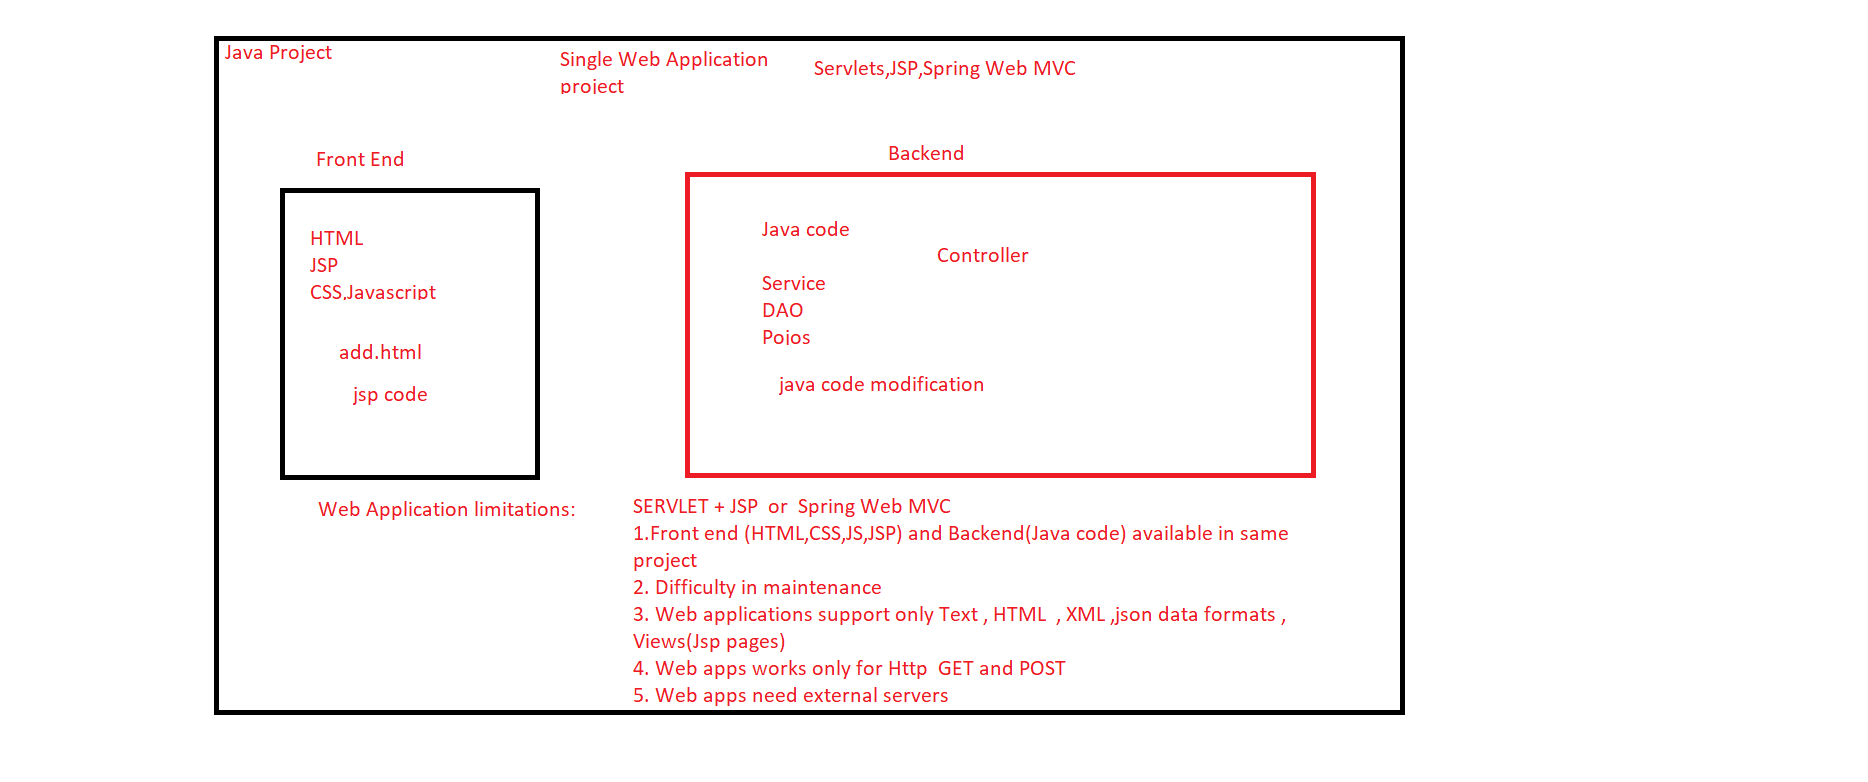 Java Project
Single Web Application
project
Servlets,JSP,Spring Web MVC
Front End
Backend
HTML
JSP
CSS,Javascript
add.html
jsp code
Java code
Controller
Service
DAO
Pojos
java code modification
Web Application limitations:
SERVLET + JSP  or  Spring Web MVC
1.Front end (HTML,CSS,JS,JSP) and Backend(Java code) available in same
project
2. Difficulty in maintenance
3. Web applications support only Text , HTML  , XML ,json data formats ,
Views(Jsp pages)
4. Web apps works only for Http  GET and POST
5. Web apps need external servers